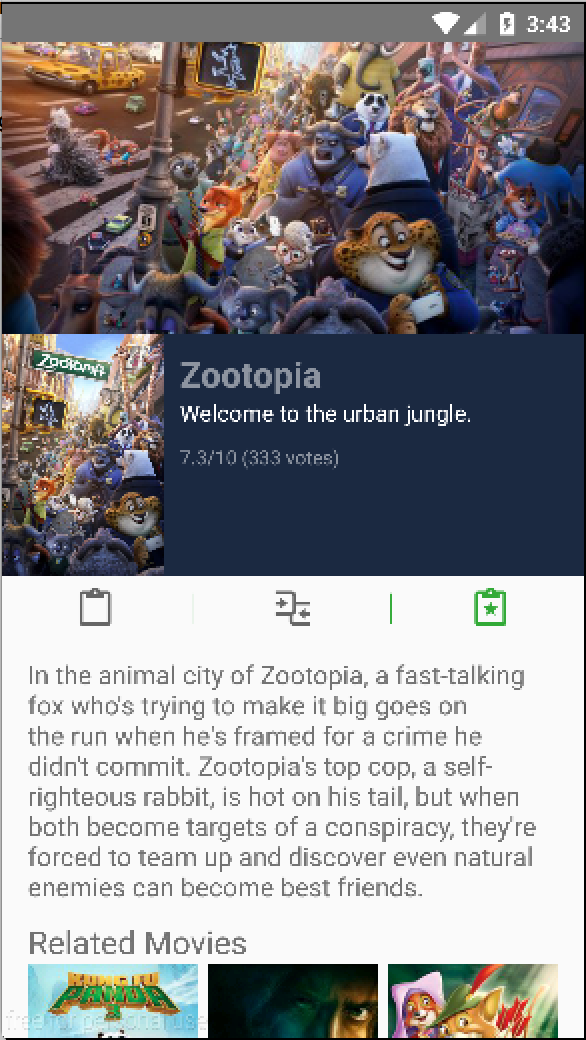 3:43
Zootopia
Zootopia
Welcome to the urban jungle.
7.3/10 (333 votes)
In the animal city of Zootopia, a fast-talking
fox who's trying to make it big goes on
the run when he's framed for a crime he
didn't commit. Zootopia's top cop, a self-
righteous rabbit, is hot on his tail, but when
both become targets of a conspiracy, they're
forced to team up and discover even natural
enemies can become best friends.
Related Movies
KUNG FU
PANDA
3
free for personal use